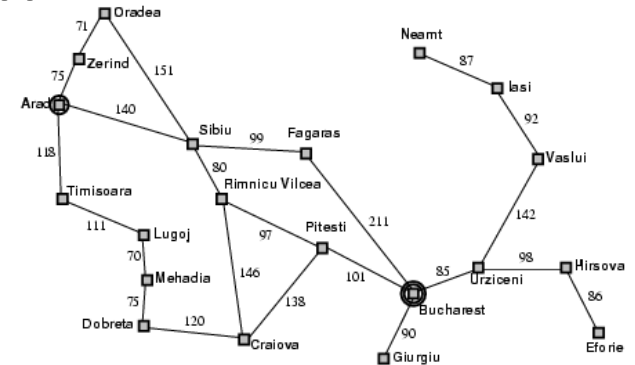 Oradea
71
Neamt
87
Zerind
75
151
Iasi
Arad
140
92
Sibiu
99
Fagaras
118
80
Vaslui
Timisoara
Rimnicu Vilcea
111
211
142
Lugoj
97
Pitesti
70
98
Hirsova
Mehadia
146
101
85
Urziceni
75
138
86
120
Bucharest
Dobreta
90
Craiova
Eforie
Giurgiu